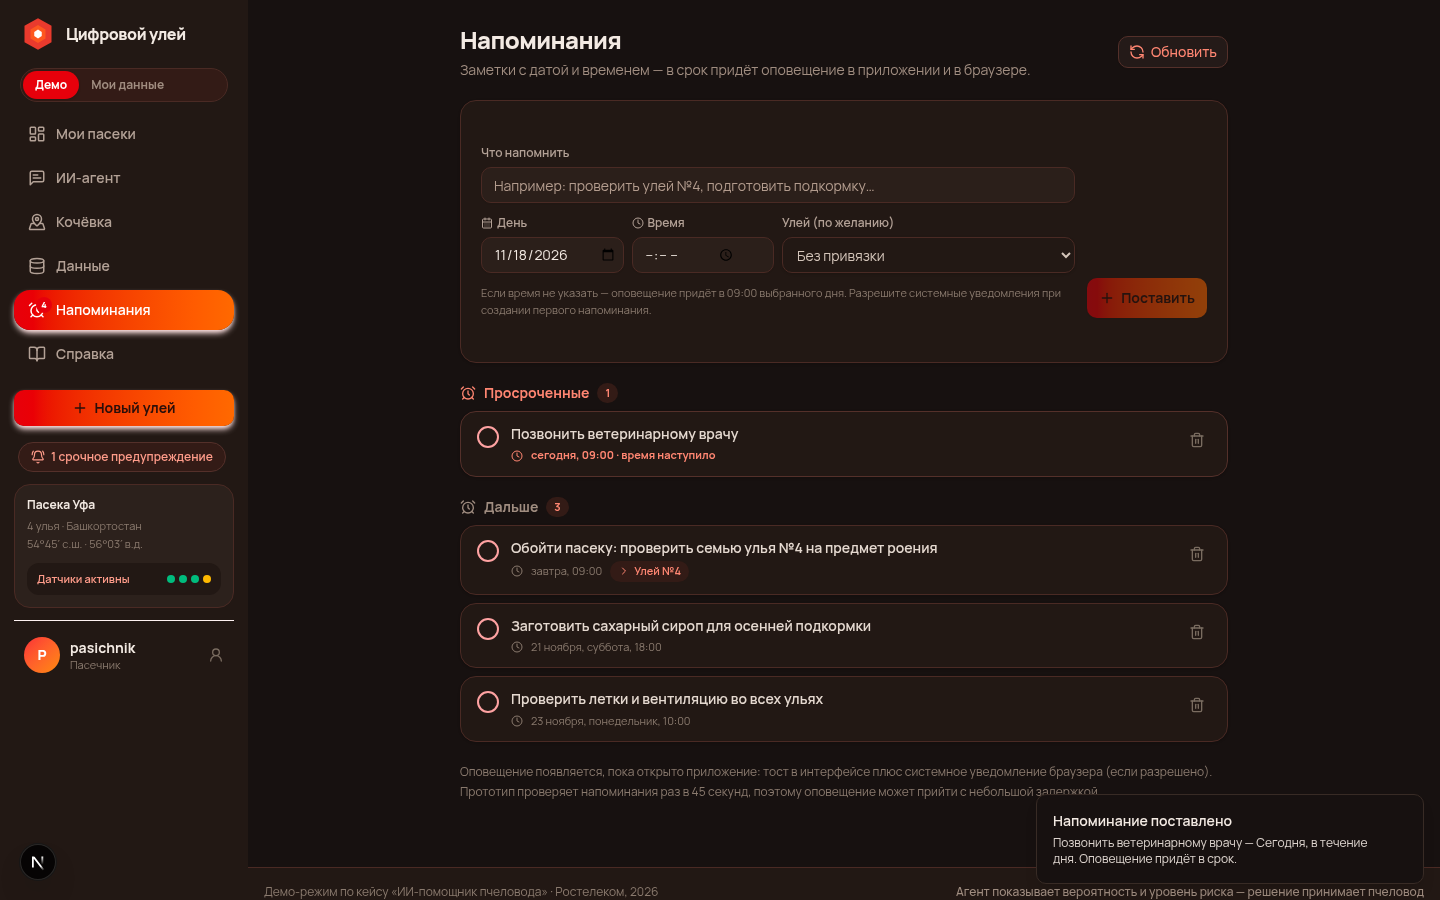 Цифровой улей
Демо
Мои данные
Мои пасеки
ИИ-агент
Кочёвка
Данные
4
Напоминания
Справка
+ Новый улей
1 срочное предупреждение
Пасека Уфа
4 улья · Башкортостан
54°45' с.ш. · 56°03' в.д.
Датчики активны
P
pasichnik
Пасечник
N
Напоминания
Заметки с датой и временем — в срок придёт оповещение в приложении и в браузере.
Обновить
Что напомнить
Например: проверить улей №4, подготовить подкормку…
День
Время
Улей (по желанию)
11/18/2026
--:-- --
Без привязки
Если время не указать — оповещение придёт в 09:00 выбранного дня. Разрешите системные уведомления при
создании первого напоминания.
+ Поставить
Просроченные 1
Позвонить ветеринарному врачу
сегодня, 09:00 · время наступило
Дальше 3
Обойти пасеку: проверить семью улья №4 на предмет роения
завтра, 09:00
Улей №4
Заготовить сахарный сироп для осенней подкормки
21 ноября, суббота, 18:00
Проверить летки и вентиляцию во всех ульях
23 ноября, понедельник, 10:00
Оповещение появляется, пока открыто приложение: тост в интерфейсе плюс системное уведомление браузера (если разрешено).
Прототип проверяет напоминания раз в 45 секунд, поэтому оповещение может прийти с небольшой задержкой.
Напоминание поставлено
Позвонить ветеринарному врачу — Сегодня, в течение
дня. Оповещение придёт в срок.
Демо-режим по кейсу «ИИ-помощник пчеловода» · Ростелеком, 2026
Агент показывает вероятность и уровень риска — решение принимает пчеловод